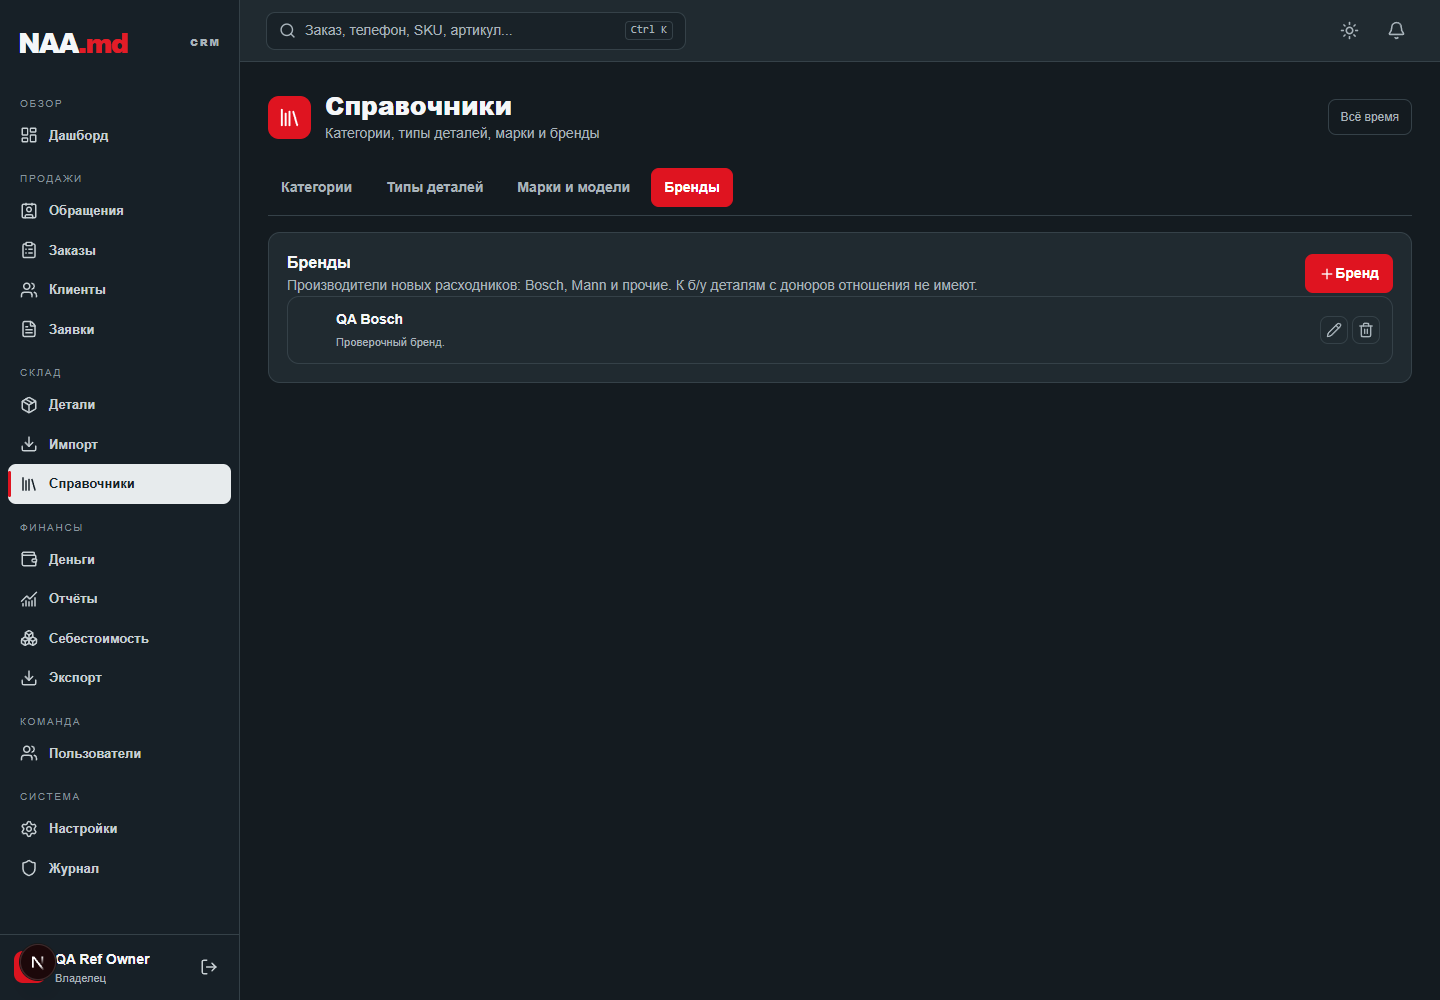 NAA.md
CRM
Заказ, телефон, SKU, артикул...
Ctrl K
ОБЗОР
Дашборд
ПРОДАЖИ
Обращения
Заказы
Клиенты
Заявки
СКЛАД
Детали
Импорт
Справочники
ФИНАНСЫ
Деньги
Отчёты
Себестоимость
Экспорт
КОМАНДА
Пользователи
СИСТЕМА
Настройки
Журнал
N
QA Ref Owner
Владелец
Справочники
Категории, типы деталей, марки и бренды
Всё время
Категории
Типы деталей
Марки и модели
Бренды
Бренды
Производители новых расходников: Bosch, Mann и прочие. К б/у деталям с доноров отношения не имеют.
Бренд
QA Bosch
Проверочный бренд.